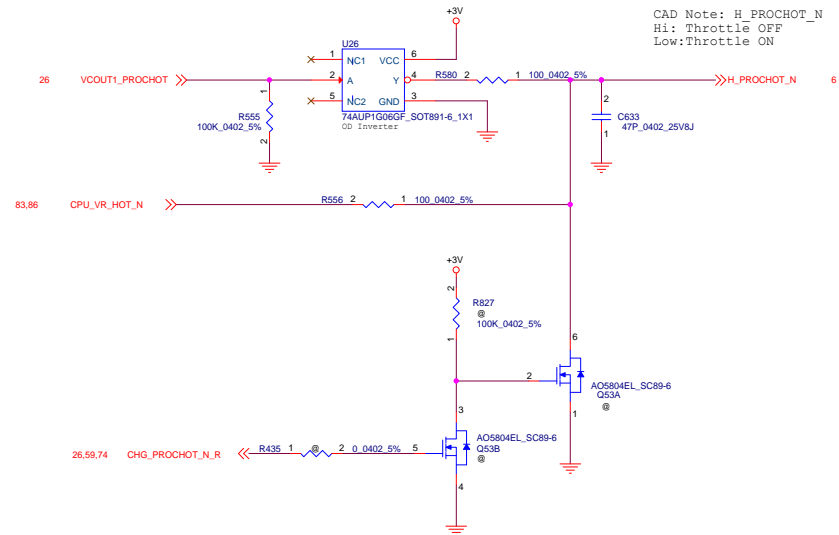 CAD Note: H_PROCHOT_N
Hi: Throttle OFF
Low:Throttle ON
+3V
U26
1 NC1 VCC 6
26 VCOUT1_PROCHOT 2 A Y 4 R580 2 1 100_0402_5% H_PROCHOT_N 6
5 NC2 GND 3
74AUP1G06GF_SOT891-6_1X1
OD Inverter
1
R555
100K_0402_5%
2
2
C633
47P_0402_25V8J
1
83,86 CPU_VR_HOT_N R556 2 1 100_0402_5%
+3V
2
R827
@
100K_0402_5%
1
6
2
AO5804EL_SC89-6
Q53A
@
1
3
AO5804EL_SC89-6
Q53B
@
4
26,59,74 CHG_PROCHOT_N_R R435 1 @ 2 0_0402_5% 5